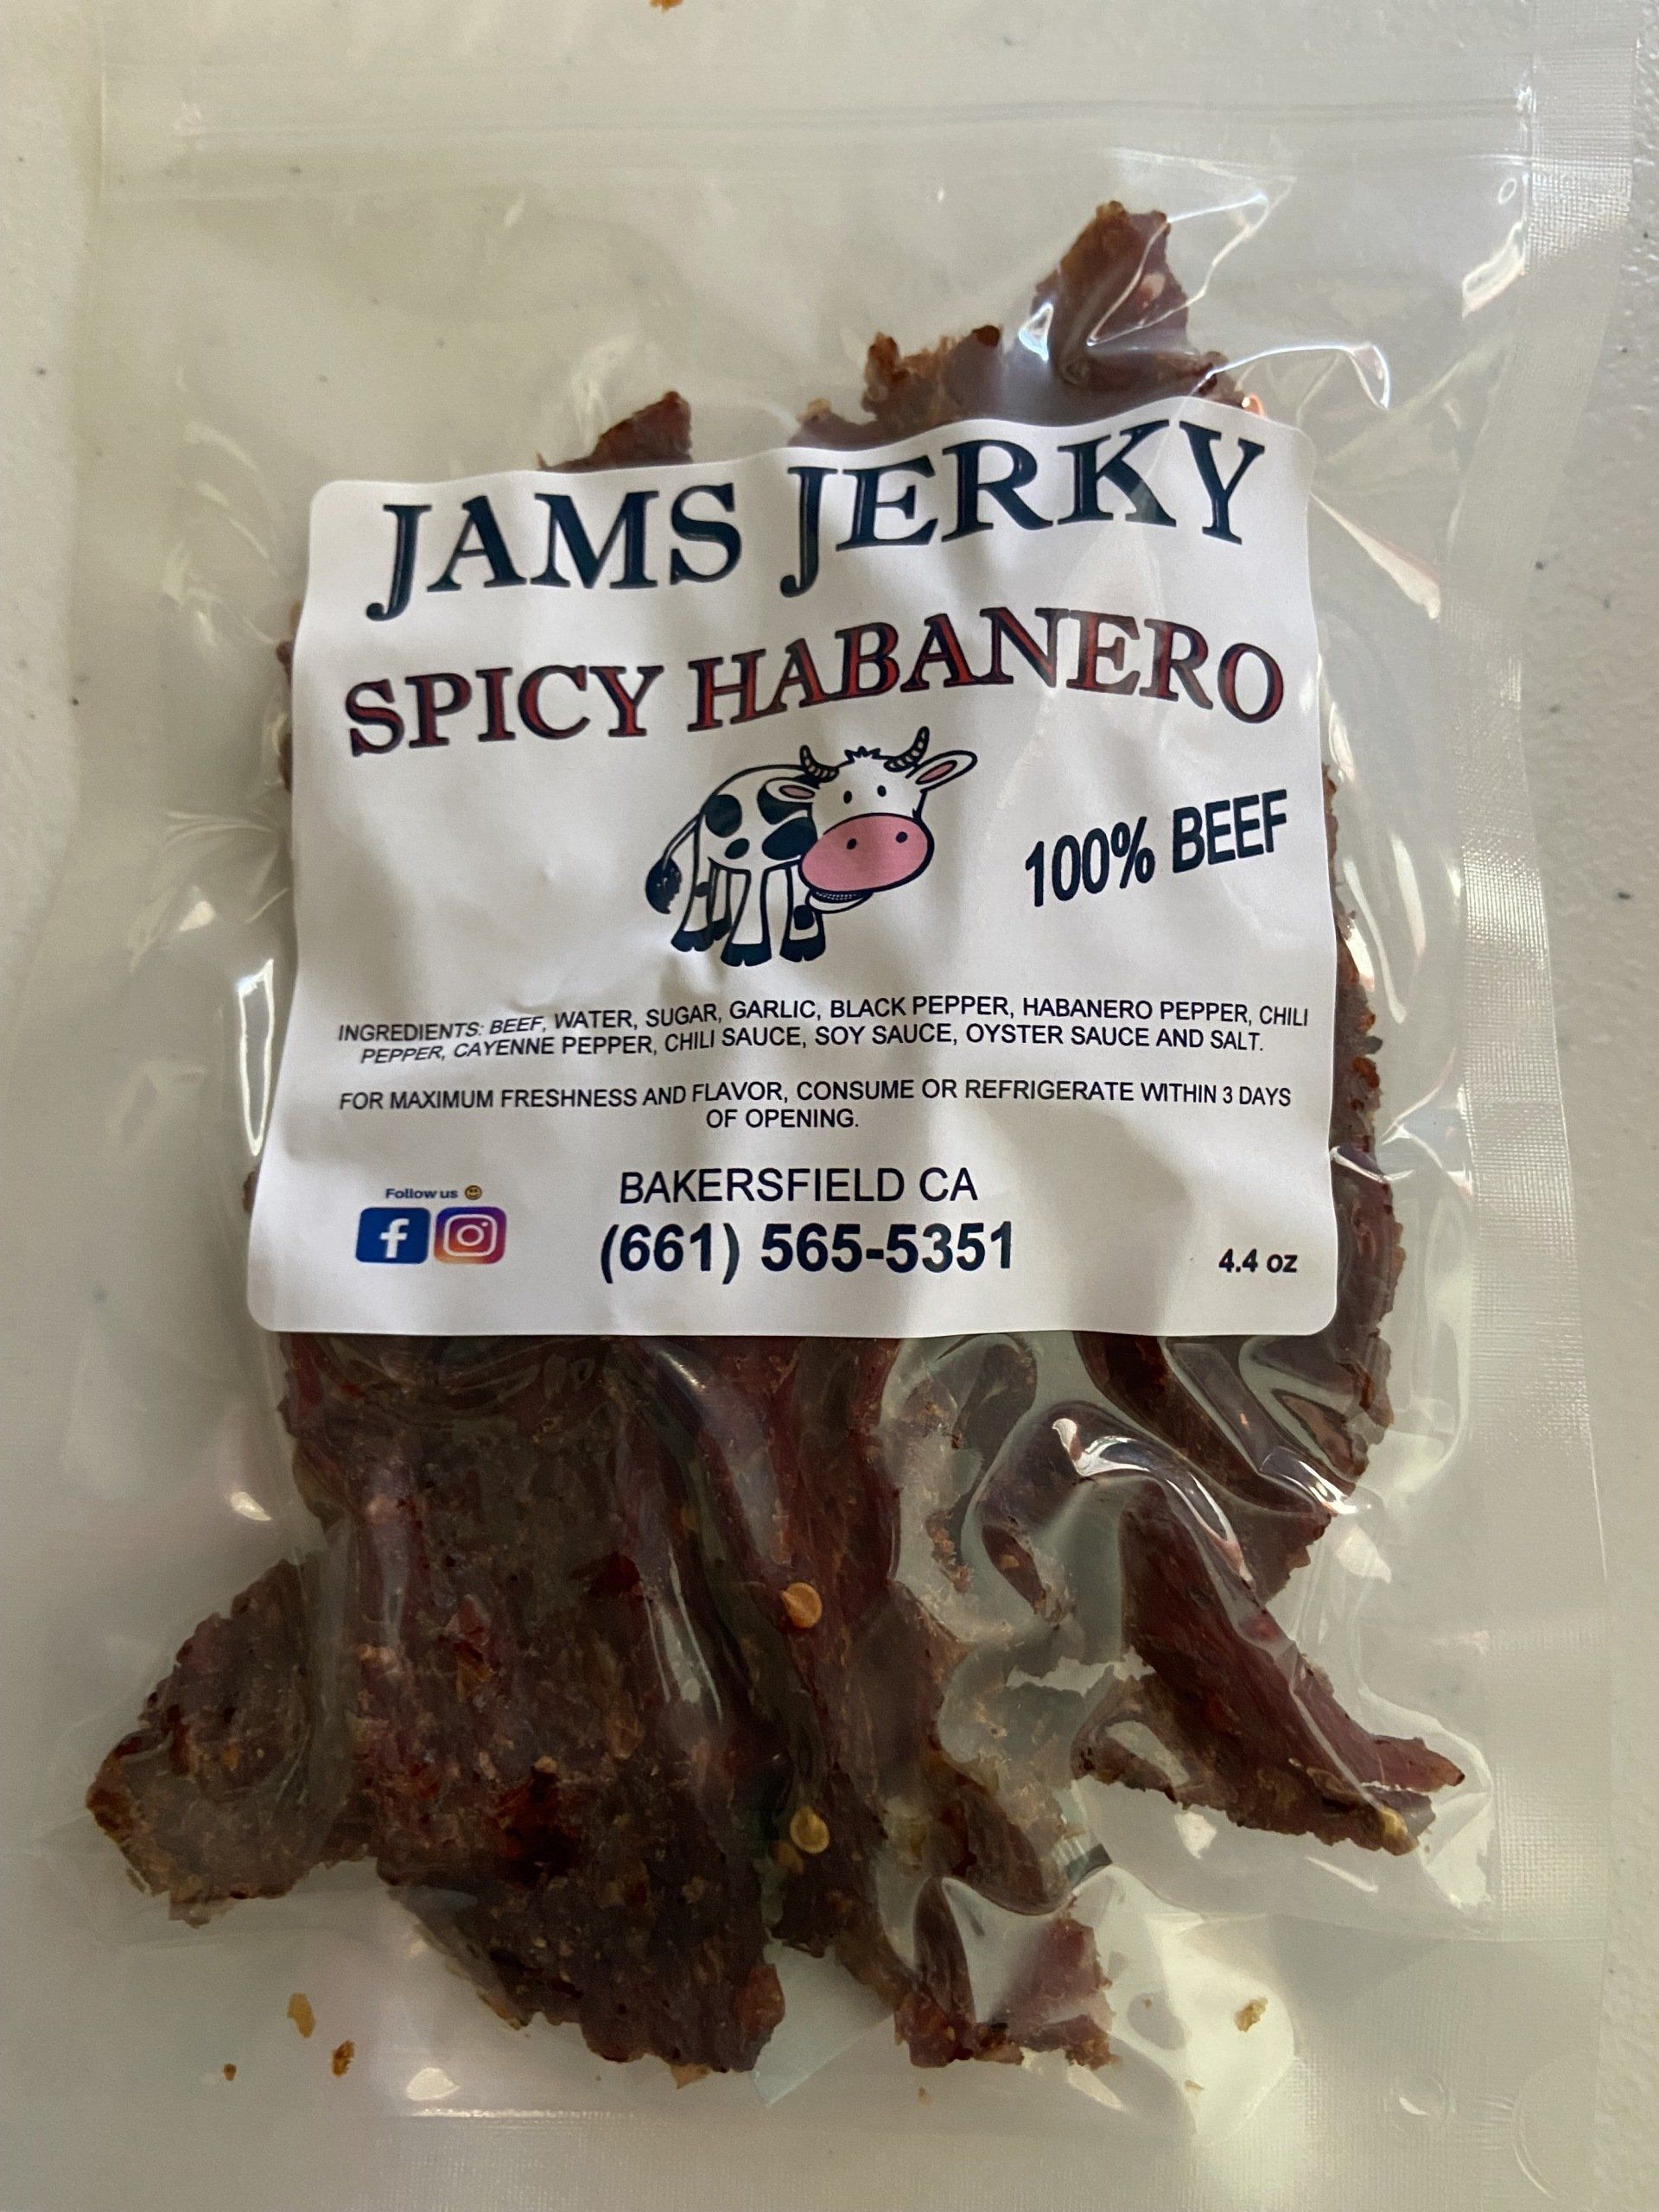 JAMS JERKY
SPICY HABANERO
100% BEEF
INGREDIENTS: BEEF, WATER, SUGAR, GARLIC, BLACK PEPPER, HABANERO PEPPER, CHILI
PEPPER, CAYENNE PEPPER, CHILI SAUCE, SOY SAUCE, OYSTER SAUCE AND SALT.
FOR MAXIMUM FRESHNESS AND FLAVOR, CONSUME OR REFRIGERATE WITHIN 3 DAYS
OF OPENING.
Follow us 😊
f
BAKERSFIELD CA
(661) 565-5351
4.4 oz